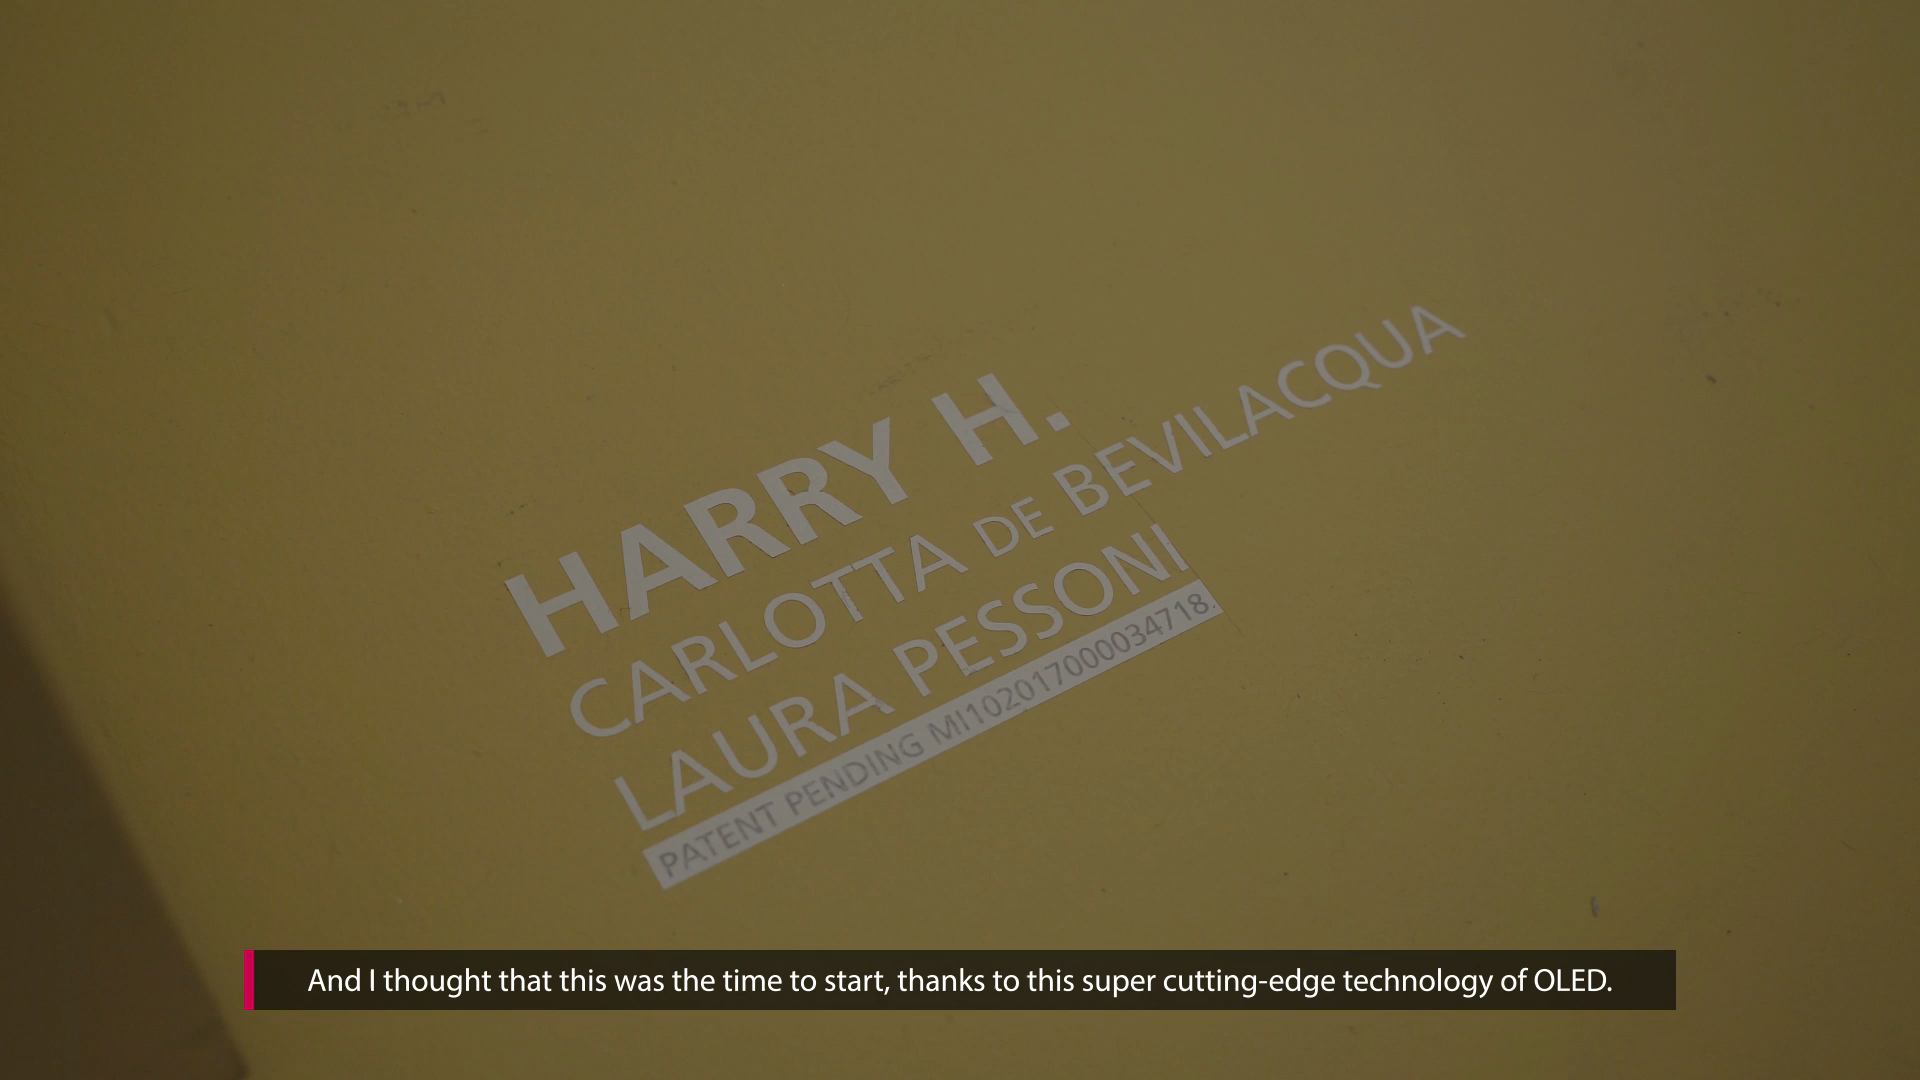 HARRY H.
CARLOTTA DE BEVILACQUA
LAURA PESSONI
PATENT PENDING MI102017000034718.
And I thought that this was the time to start, thanks to this super cutting-edge technology of OLED.